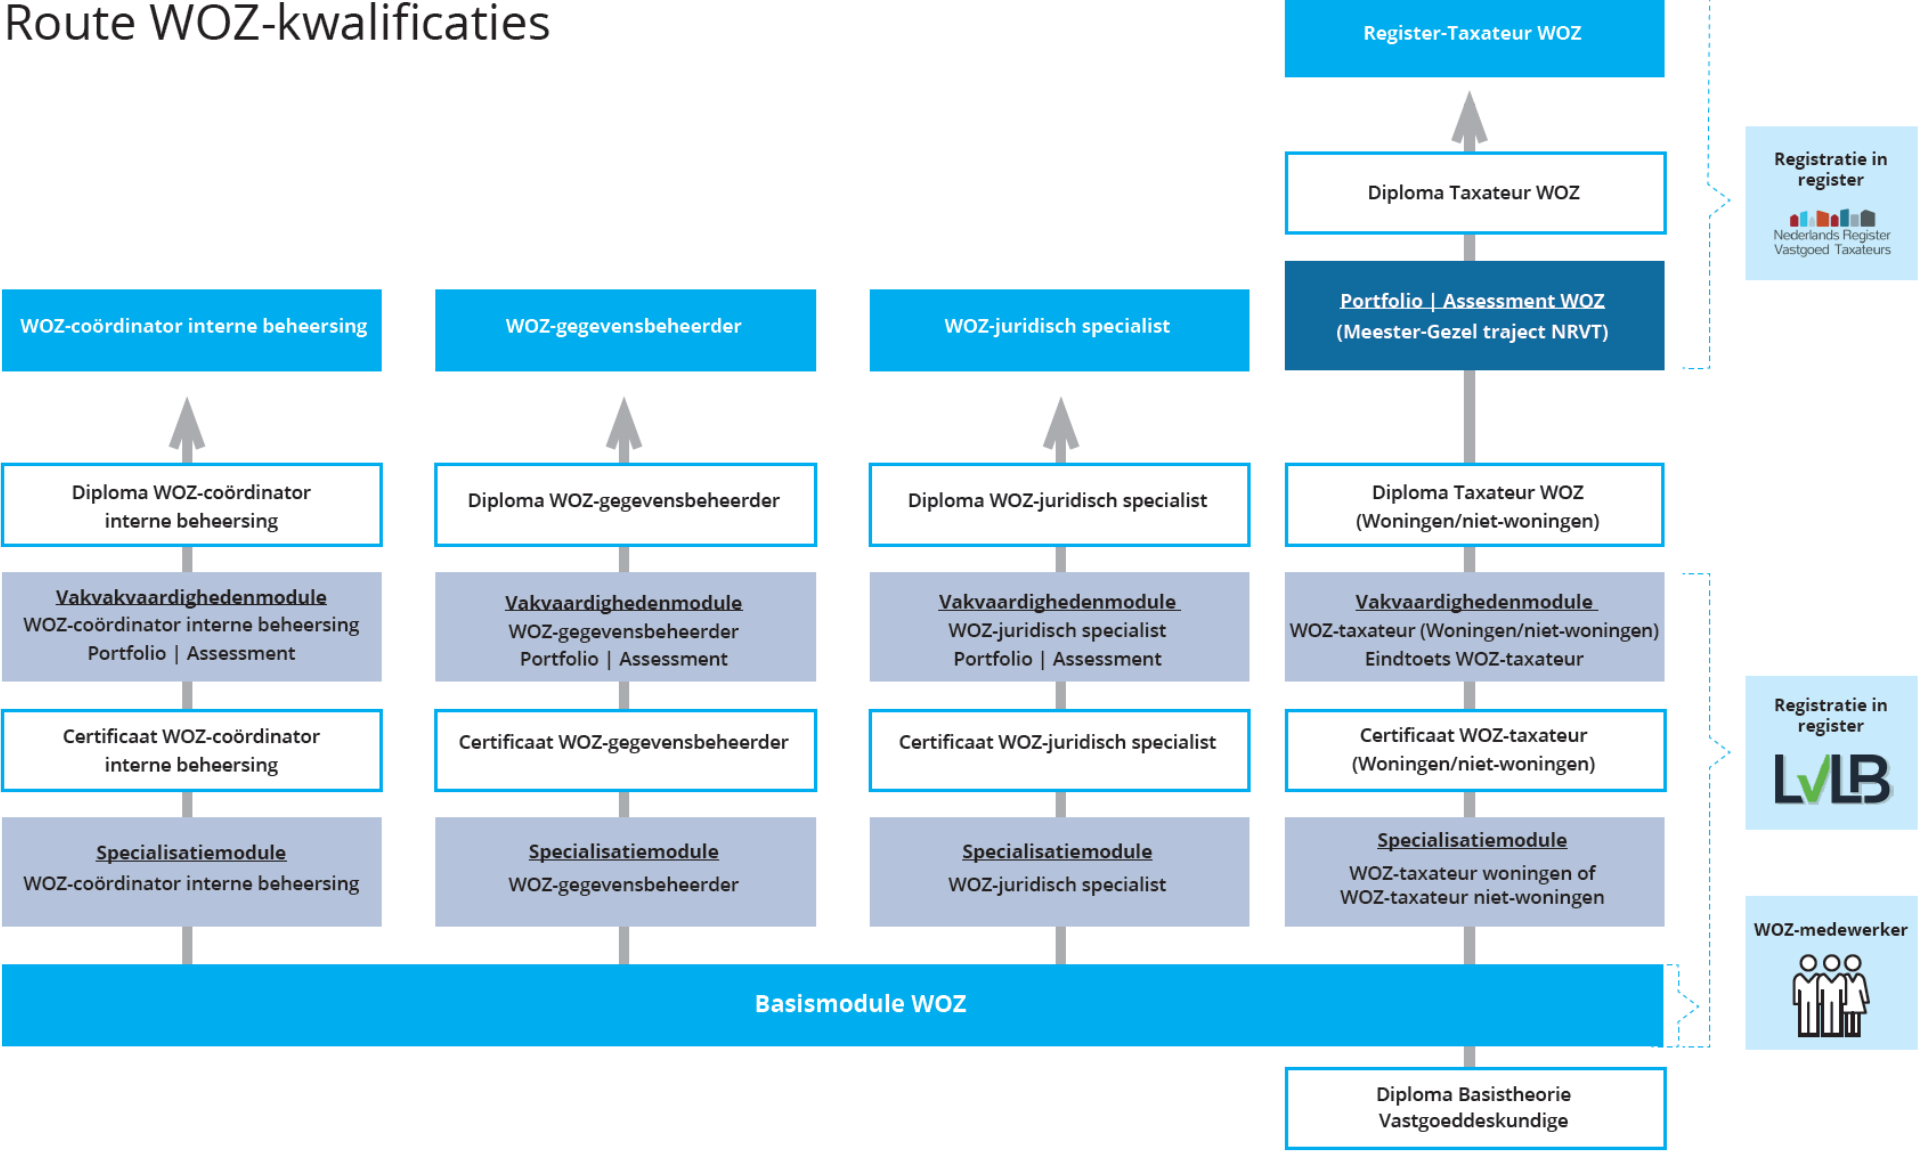 Route WOZ-kwalificaties
Register-Taxateur WOZ
Diploma Taxateur WOZ
Portfolio | Assessment WOZ
(Meester-Gezel traject NRVT)
Registratie in
register
Nederlands Register
Vastgoed Taxateurs
WOZ-coördinator interne beheersing
WOZ-gegevensbeheerder
WOZ-juridisch specialist
Diploma WOZ-coördinator
interne beheersing
Diploma WOZ-gegevensbeheerder
Diploma WOZ-juridisch specialist
Diploma Taxateur WOZ
(Woningen/niet-woningen)
Vakvakvaardighedenmodule
WOZ-coördinator interne beheersing
Portfolio | Assessment
Vakvaardighedenmodule
WOZ-gegevensbeheerder
Portfolio | Assessment
Vakvaardighedenmodule
WOZ-juridisch specialist
Portfolio | Assessment
Vakvaardighedenmodule
WOZ-taxateur (Woningen/niet-woningen)
Eindtoets WOZ-taxateur
Certificaat WOZ-coördinator
interne beheersing
Certificaat WOZ-gegevensbeheerder
Certificaat WOZ-juridisch specialist
Certificaat WOZ-taxateur
(Woningen/niet-woningen)
Registratie in
register
LVLB
Specialisatiemodule
WOZ-coördinator interne beheersing
Specialisatiemodule
WOZ-gegevensbeheerder
Specialisatiemodule
WOZ-juridisch specialist
Specialisatiemodule
WOZ-taxateur woningen of
WOZ-taxateur niet-woningen
WOZ-medewerker
Basismodule WOZ
Diploma Basistheorie
Vastgoeddeskundige